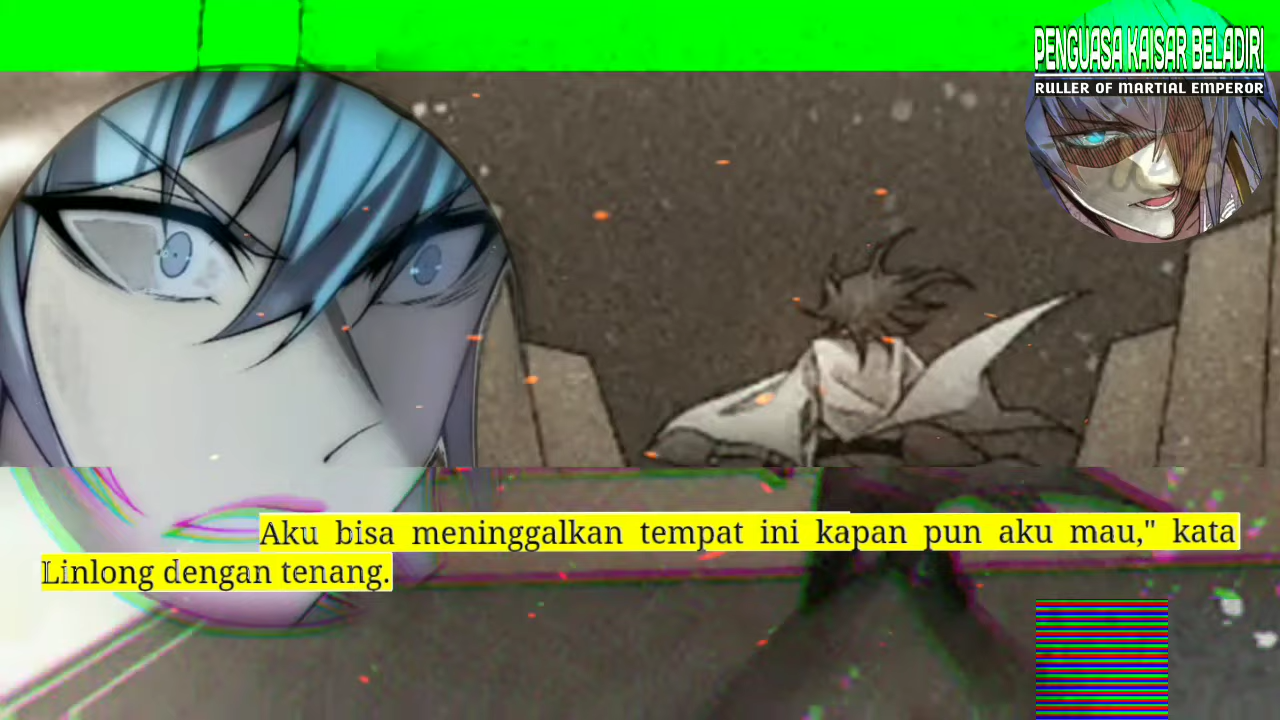 PENGUASA KAISAR BELADIRI
RULLER OF MARTIAL EMPEROR
Aku bisa meninggalkan tempat ini kapan pun aku mau," kata
Linlong dengan tenang.